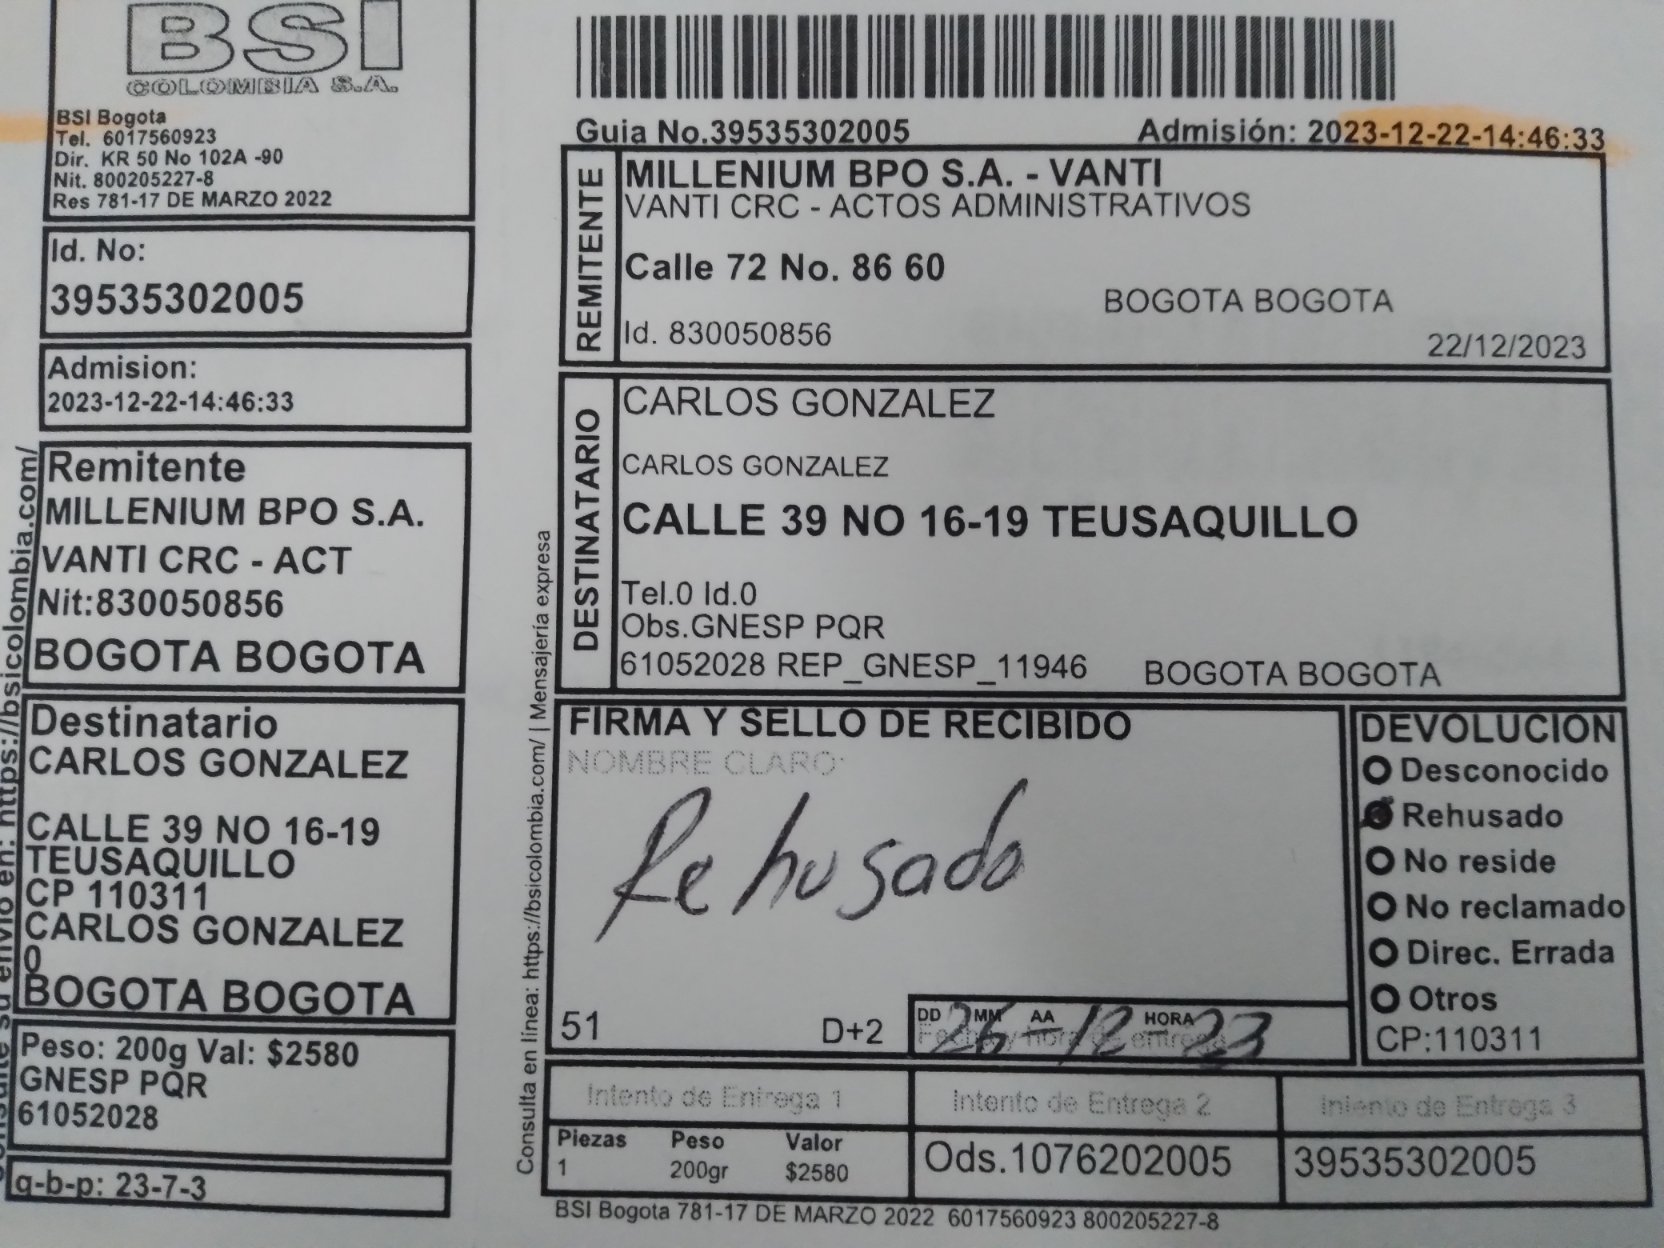 BSI
COLOMBIA S.A.
BSI Bogota
Tel. 6017560923
Dir. KR 50 No 102A -90
Nit. 800205227-8
Res 781-17 DE MARZO 2022
Id. No:
39535302005
Admision:
2023-12-22-14:46:33
Remitente
MILLENIUM BPO S.A.
VANTI CRC - ACT
Nit:830050856
BOGOTA BOGOTA
Destinatario
CARLOS GONZALEZ
CALLE 39 NO 16-19
TEUSAQUILLO
CP 110311
CARLOS GONZALEZ
0
BOGOTA BOGOTA
Peso: 200g Val: $2580
GNESP PQR
61052028
q-b-p: 23-7-3
su envio en: https://bsicolombia.com/
Guia No.39535302005 Admisión: 2023-12-22-14:46:33
REMITENTE
MILLENIUM BPO S.A. - VANTI
VANTI CRC - ACTOS ADMINISTRATIVOS
Calle 72 No. 86 60
BOGOTA BOGOTA
Id. 830050856
22/12/2023
DESTINATARIO
CARLOS GONZALEZ
CARLOS GONZALEZ
CALLE 39 NO 16-19 TEUSAQUILLO
Tel.0 Id.0
Obs.GNESP PQR
61052028 REP_GNESP_11946 BOGOTA BOGOTA
Consulta en línea: https://bsicolombia.com/ | Mensajería expresa
FIRMA Y SELLO DE RECIBIDO
NOMBRE CLARO:
Rehusado
51 D+2
DD MM AA HORA
26-12-23
DEVOLUCION
Desconocido
Rehusado
No reside
No reclamado
Direc. Errada
Otros
CP:110311
Intento de Entrega 1 Intento de Entrega 2 Intento de Entrega 3
Piezas Peso Valor
1 200gr $2580
Ods.1076202005 39535302005
BSI Bogota 781-17 DE MARZO 2022 6017560923 800205227-8